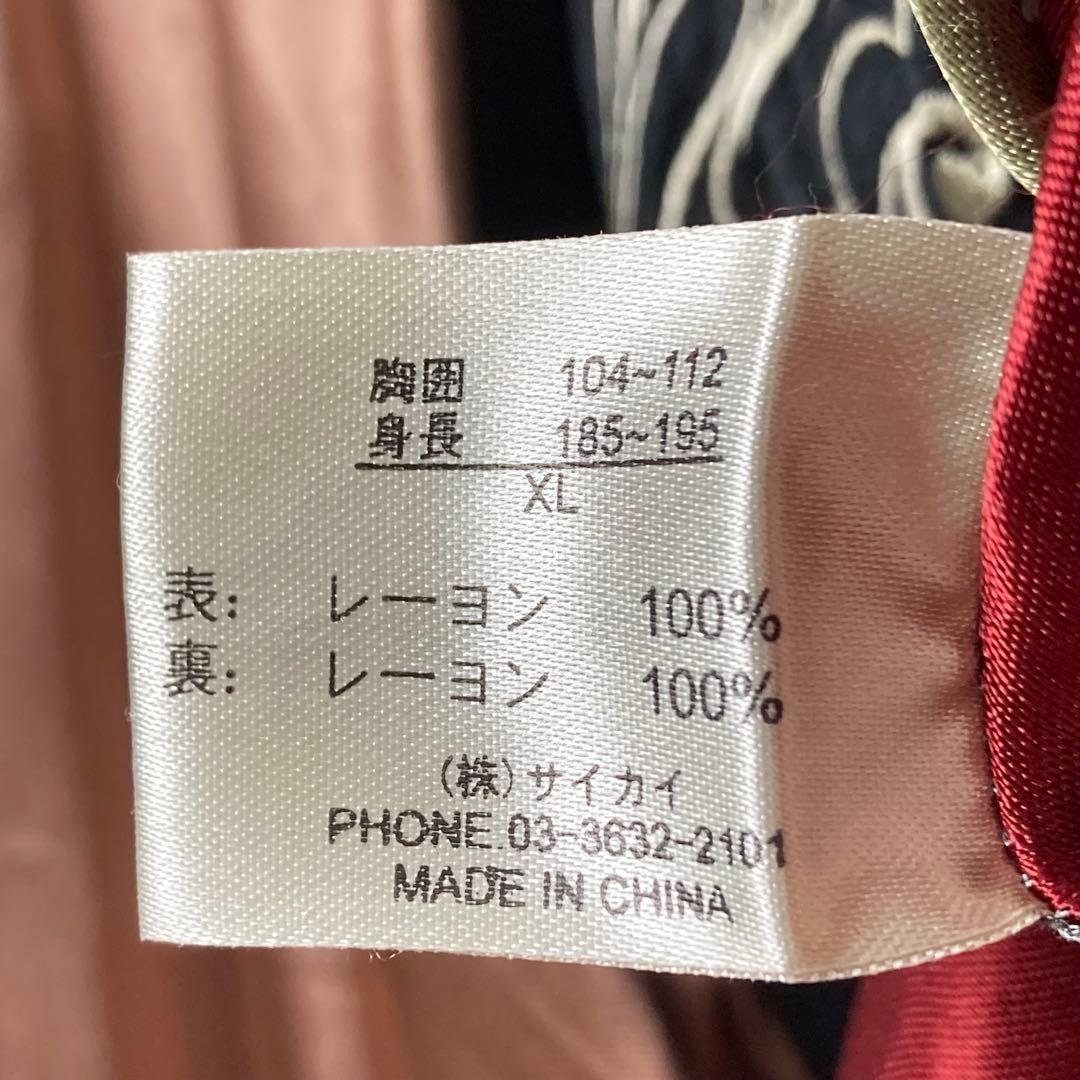 胸囲 104~112
身長 185~195
XL
表: レーヨン 100%
裏: レーヨン 100%
(株)サイカイ
PHONE.03-3632-2101
MADE IN CHINA